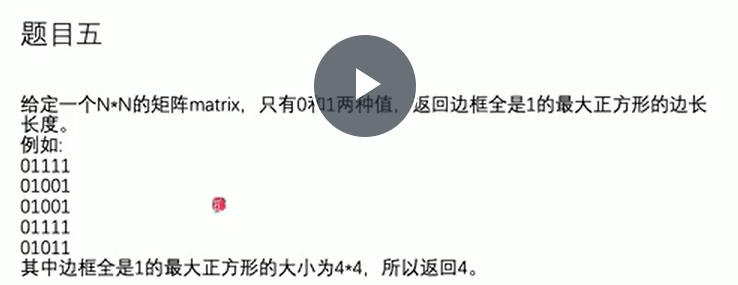 题目五
给定一个N*N的矩阵matrix，只有0和1两种值，返回边框全是1的最大正方形的边长
长度。
例如:
01111
01001
01001
01111
01011
其中边框全是1的最大正方形的大小为4*4，所以返回4。